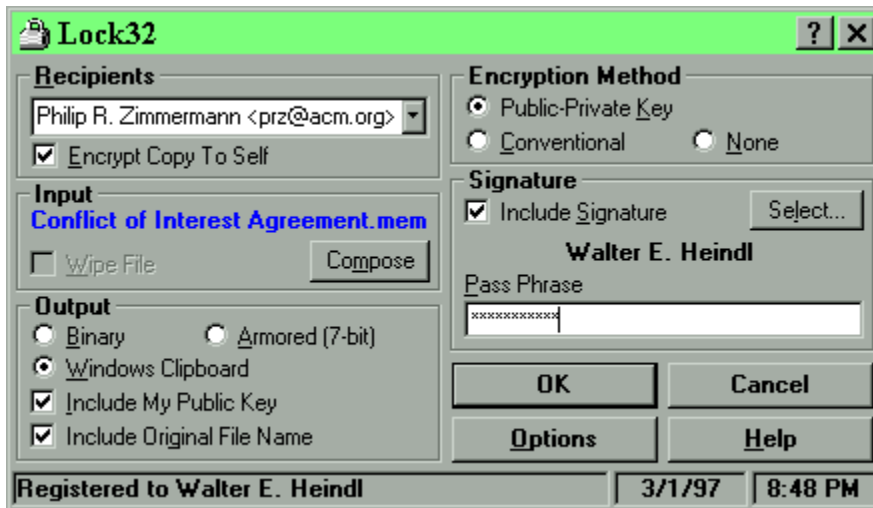 Lock32
Recipients
Philip R. Zimmermann <prz@acm.org>
Encrypt Copy To Self
Input
Conflict of Interest Agreement.mem
Wipe File
Compose
Output
Binary
Armored (7-bit)
Windows Clipboard
Include My Public Key
Include Original File Name
Encryption Method
Public-Private Key
Conventional
None
Signature
Include Signature
Select...
Walter E. Heindl
Pass Phrase
***********
OK
Cancel
Options
Help
Registered to Walter E. Heindl
3/1/97
8:48 PM